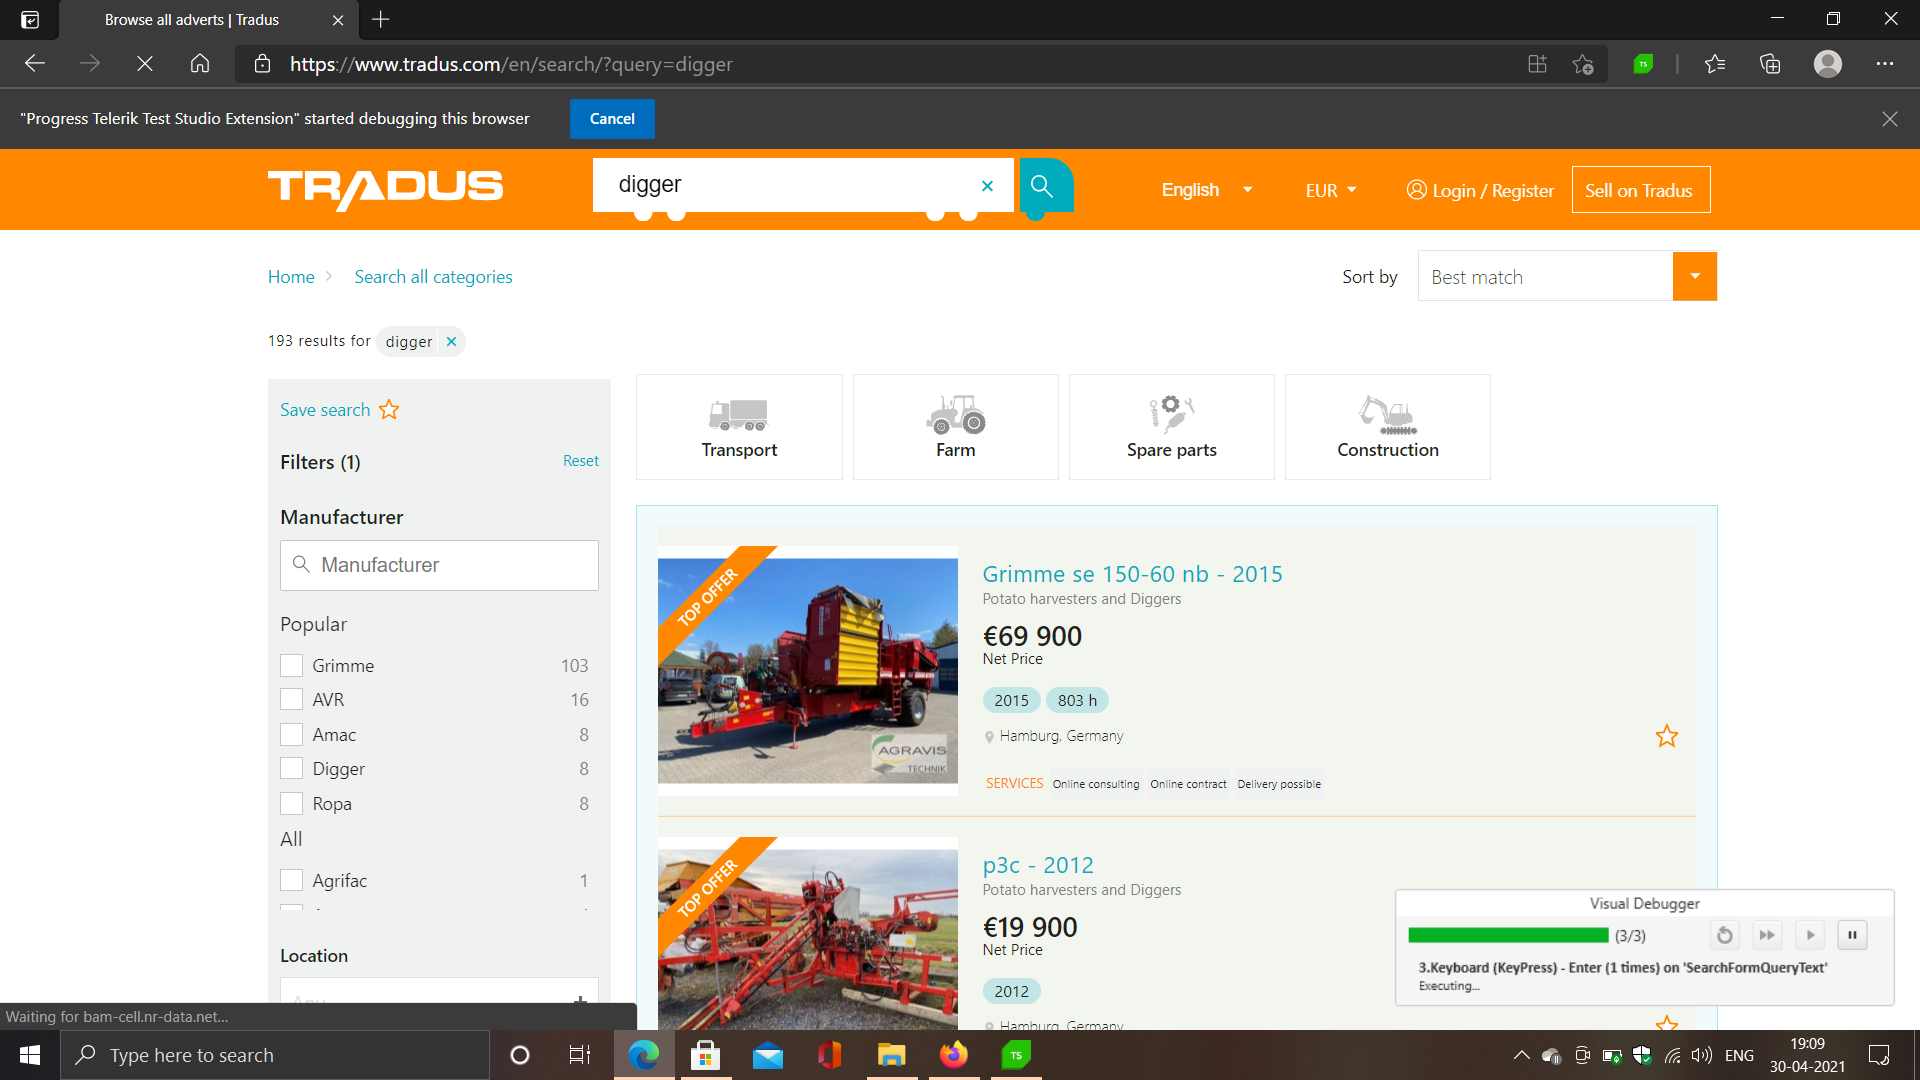 Browse all adverts | Tradus
https://www.tradus.com/en/search/?query=digger
"Progress Telerik Test Studio Extension" started debugging this browser
Cancel
TRADUS
digger
English
EUR
Login / Register
Sell on Tradus
Home
Search all categories
Sort by
Best match
193 results for digger
Save search
Filters (1)
Reset
Manufacturer
Manufacturer
Popular
Grimme 103
AVR 16
Amac 8
Digger 8
Ropa 8
All
Agrifac 1
Location
Any
Transport
Farm
Spare parts
Construction
TOP OFFER
AGRAVIS
TECHNIK
Grimme se 150-60 nb - 2015
Potato harvesters and Diggers
€69 900
Net Price
2015 803 h
Hamburg, Germany
SERVICES Online consulting Online contract Delivery possible
TOP OFFER
p3c - 2012
Potato harvesters and Diggers
€19 900
Net Price
2012
Hamburg, Germany
Visual Debugger
(3/3)
3.Keyboard (KeyPress) - Enter (1 times) on 'SearchFormQueryText'
Executing...
Waiting for bam-cell.nr-data.net...
Type here to search
TS
ENG
19:09
30-04-2021